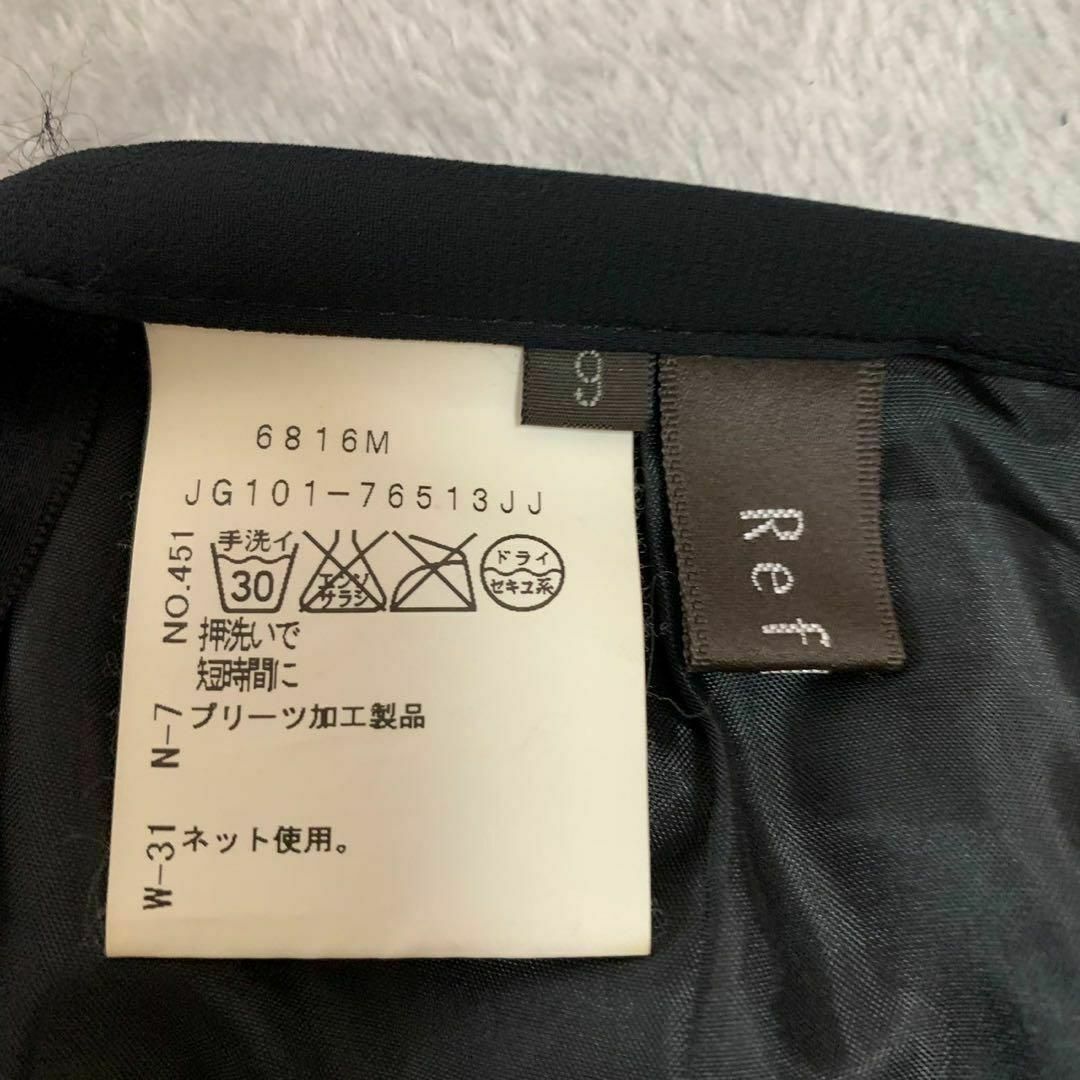 6816M
JG101-76513JJ
手洗イ
30
エンソ
サラシ
ドライ
セキユ系
NO.451
押洗いで
短時間に
N-7
プリーツ加工製品
W-31
ネット使用。
9
Ref